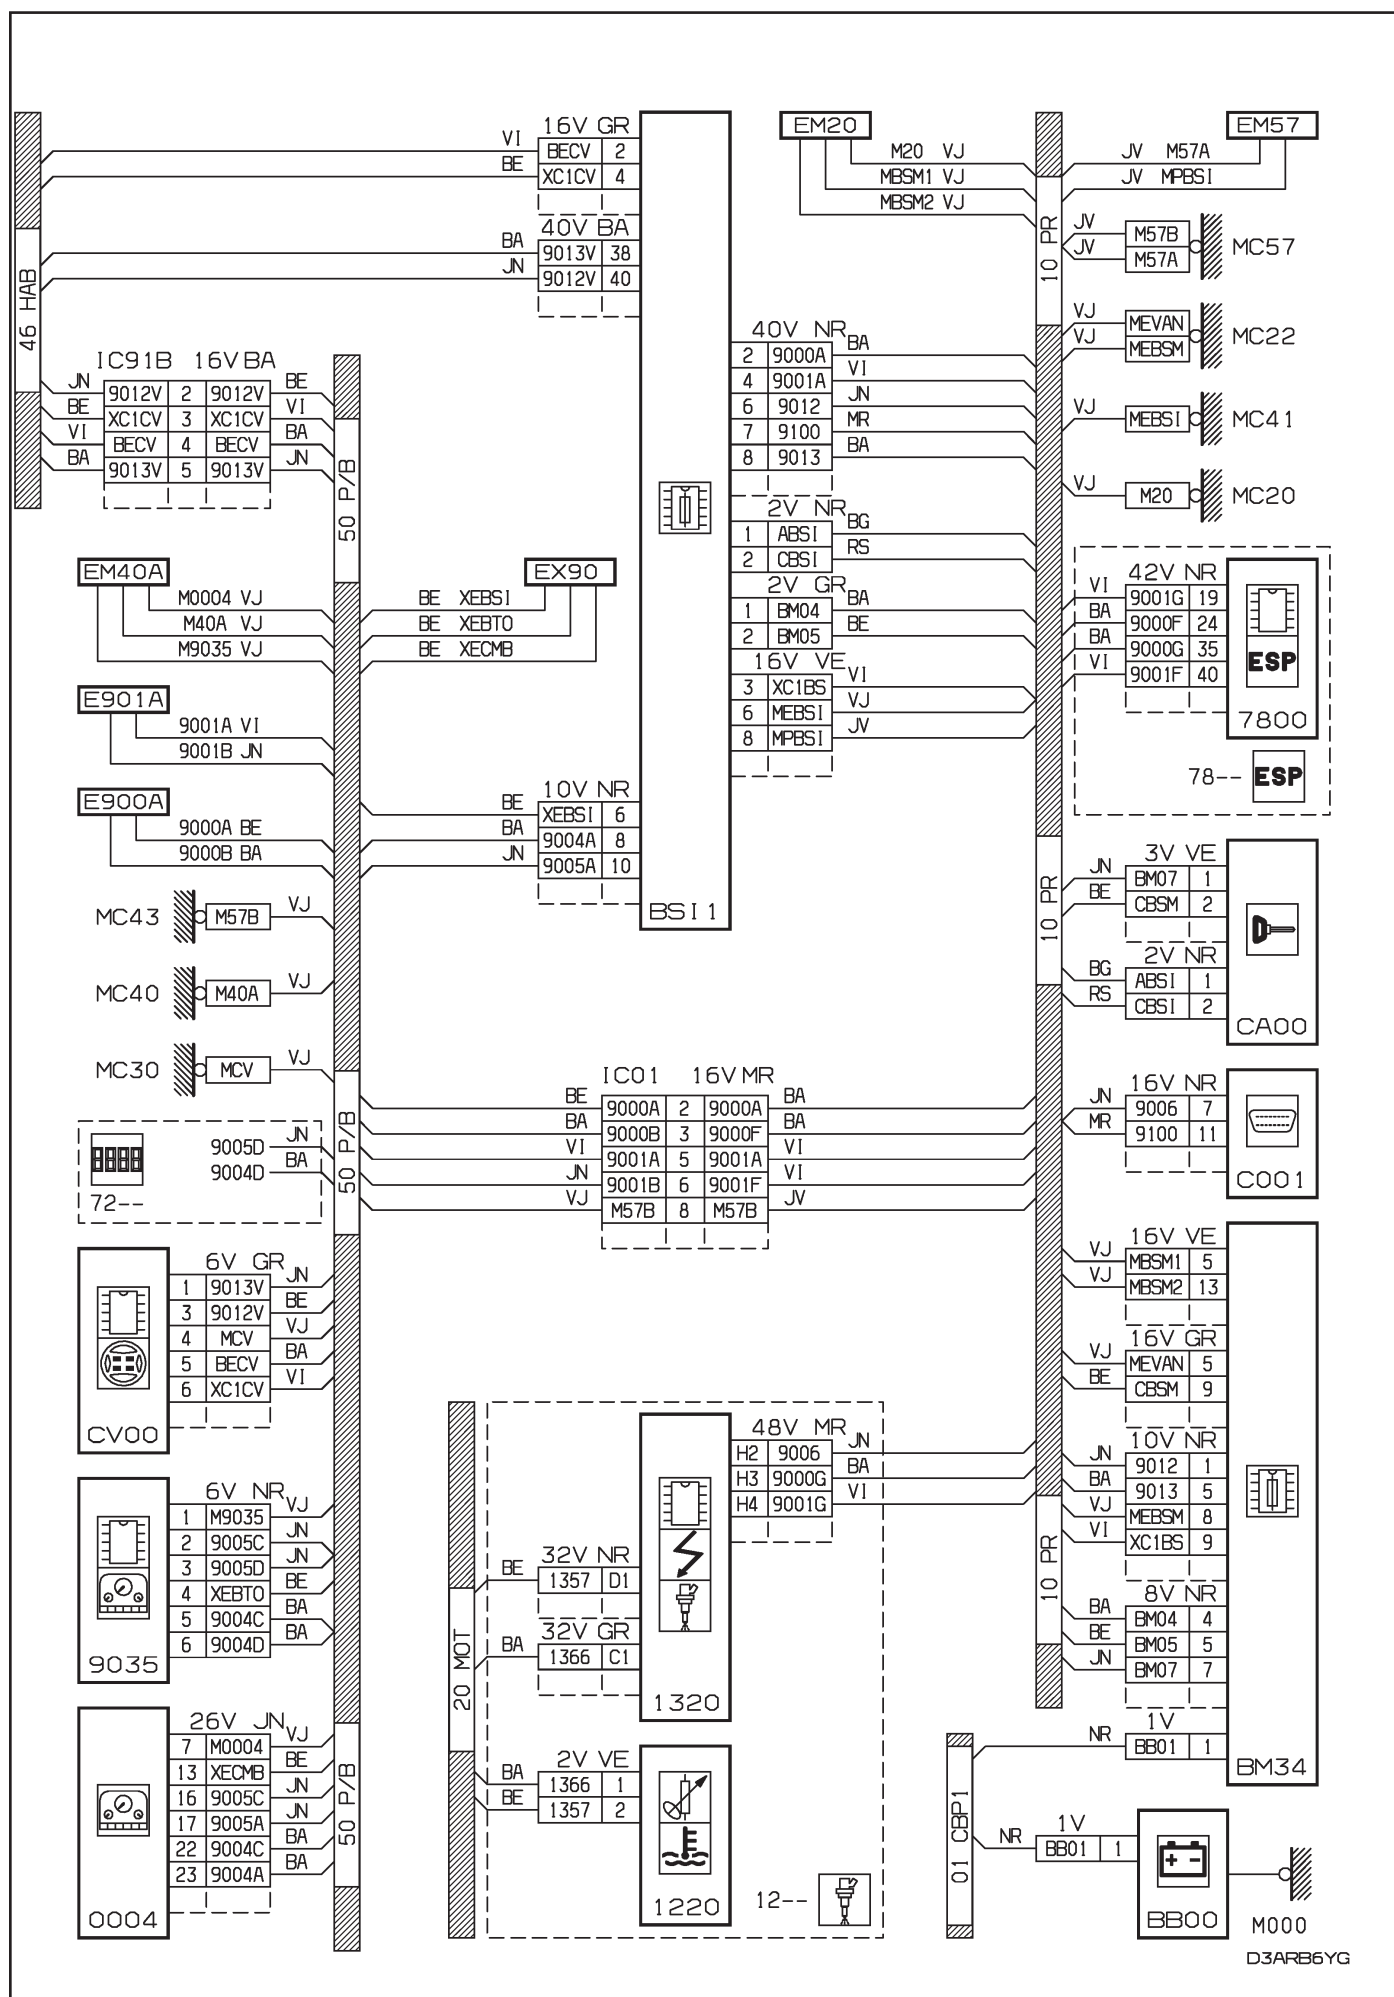 16V GR
VI BECV 2
BE XC1CV 4
40V BA
BA 9013V 38
JN 9012V 40
46 HAB
IC91B 16V BA
JN 9012V 2 9012V BE
BE XC1CV 3 XC1CV VI
VI BECV 4 BECV BA
BA 9013V 5 9013V JN
50 P/B
EM40A
M0004 VJ
M40A VJ
M9035 VJ
EX90
BE XEBSI
BE XEBTO
BE XECMB
E901A
9001A VI
9001B JN
E900A
9000A BE
9000B BA
10V NR
BE XEBSI 6
BA 9004A 8
JN 9005A 10
BSI1
MC43 M57B VJ
MC40 M40A VJ
MC30 MCV VJ
50 P/B
9005D JN
9004D BA
72--
EM20
M20 VJ
MBSM1 VJ
MBSM2 VJ
40V NR
2 9000A BA
4 9001A VI
6 9012 JN
7 9100 MR
8 9013 BA
2V NR
1 ABSI BG
2 CBSI RS
2V GR
1 BM04 BA
2 BM05 BE
16V VE
3 XC1BS VI
6 MEBSI VJ
8 MPBSI JV
10 PR
EM57
JV M57A
JV MPBSI
JV M57B
JV M57A
MC57
VJ MEVAN
VJ MEBSM
MC22
VJ MEBSI MC41
VJ M20 MC20
42V NR
VI 9001G 19
BA 9000F 24
BA 9000G 35
VI 9001F 40
ESP
7800
78-- ESP
10 PR
3V VE
JN BM07 1
BE CBSM 2
2V NR
BG ABSI 1
RS CBSI 2
CA00
IC01 16V MR
BE 9000A 2 9000A BA
BA 9000B 3 9000F BA
VI 9001A 5 9001A VI
JN 9001B 6 9001F VI
VJ M57B 8 M57B JV
16V NR
JN 9006 7
MR 9100 11
C001
6V GR
1 9013V JN
3 9012V BE
4 MCV VJ
5 BECV BA
6 XC1CV VI
CV00
6V NR
1 M9035 VJ
2 9005C JN
3 9005D JN
4 XEBTO BE
5 9004C BA
6 9004D BA
9035
26V JN
7 M0004 VJ
13 XECMB BE
16 9005C JN
17 9005A JN
22 9004C BA
23 9004A BA
0004
50 P/B
20 MOT
48V MR
H2 9006 JN
H3 9000G BA
H4 9001G VI
32V NR
BE 1357 D1
32V GR
BA 1366 C1
1320
2V VE
BA 1366 1
BE 1357 2
1220
12--
10 PR
16V VE
VJ MBSM1 5
VJ MBSM2 13
16V GR
VJ MEVAN 5
BE CBSM 9
10V NR
JN 9012 1
BA 9013 5
VJ MEBSM 8
VI XC1BS 9
8V NR
BA BM04 4
BE BM05 5
JN BM07 7
1V
NR BB01 1
BM34
01 CBP1
1V
NR BB01 1
+ -
BB00
M000
D3ARB6YG